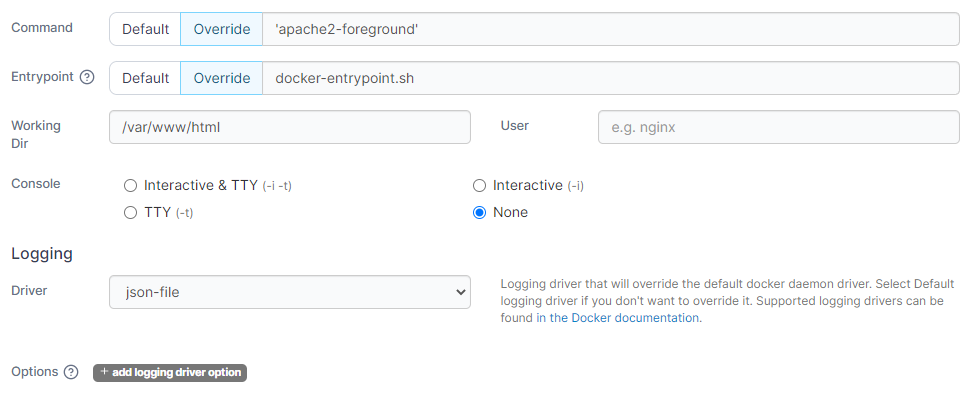 Command Default Override 'apache2-foreground'
Entrypoint ? Default Override docker-entrypoint.sh
Working Dir /var/www/html User e.g. nginx
Console Interactive & TTY (-i -t) Interactive (-i)
TTY (-t) None
Logging
Driver json-file
Logging driver that will override the default docker daemon driver. Select Default
logging driver if you don't want to override it. Supported logging drivers can be
found in the Docker documentation.
Options ? + add logging driver option